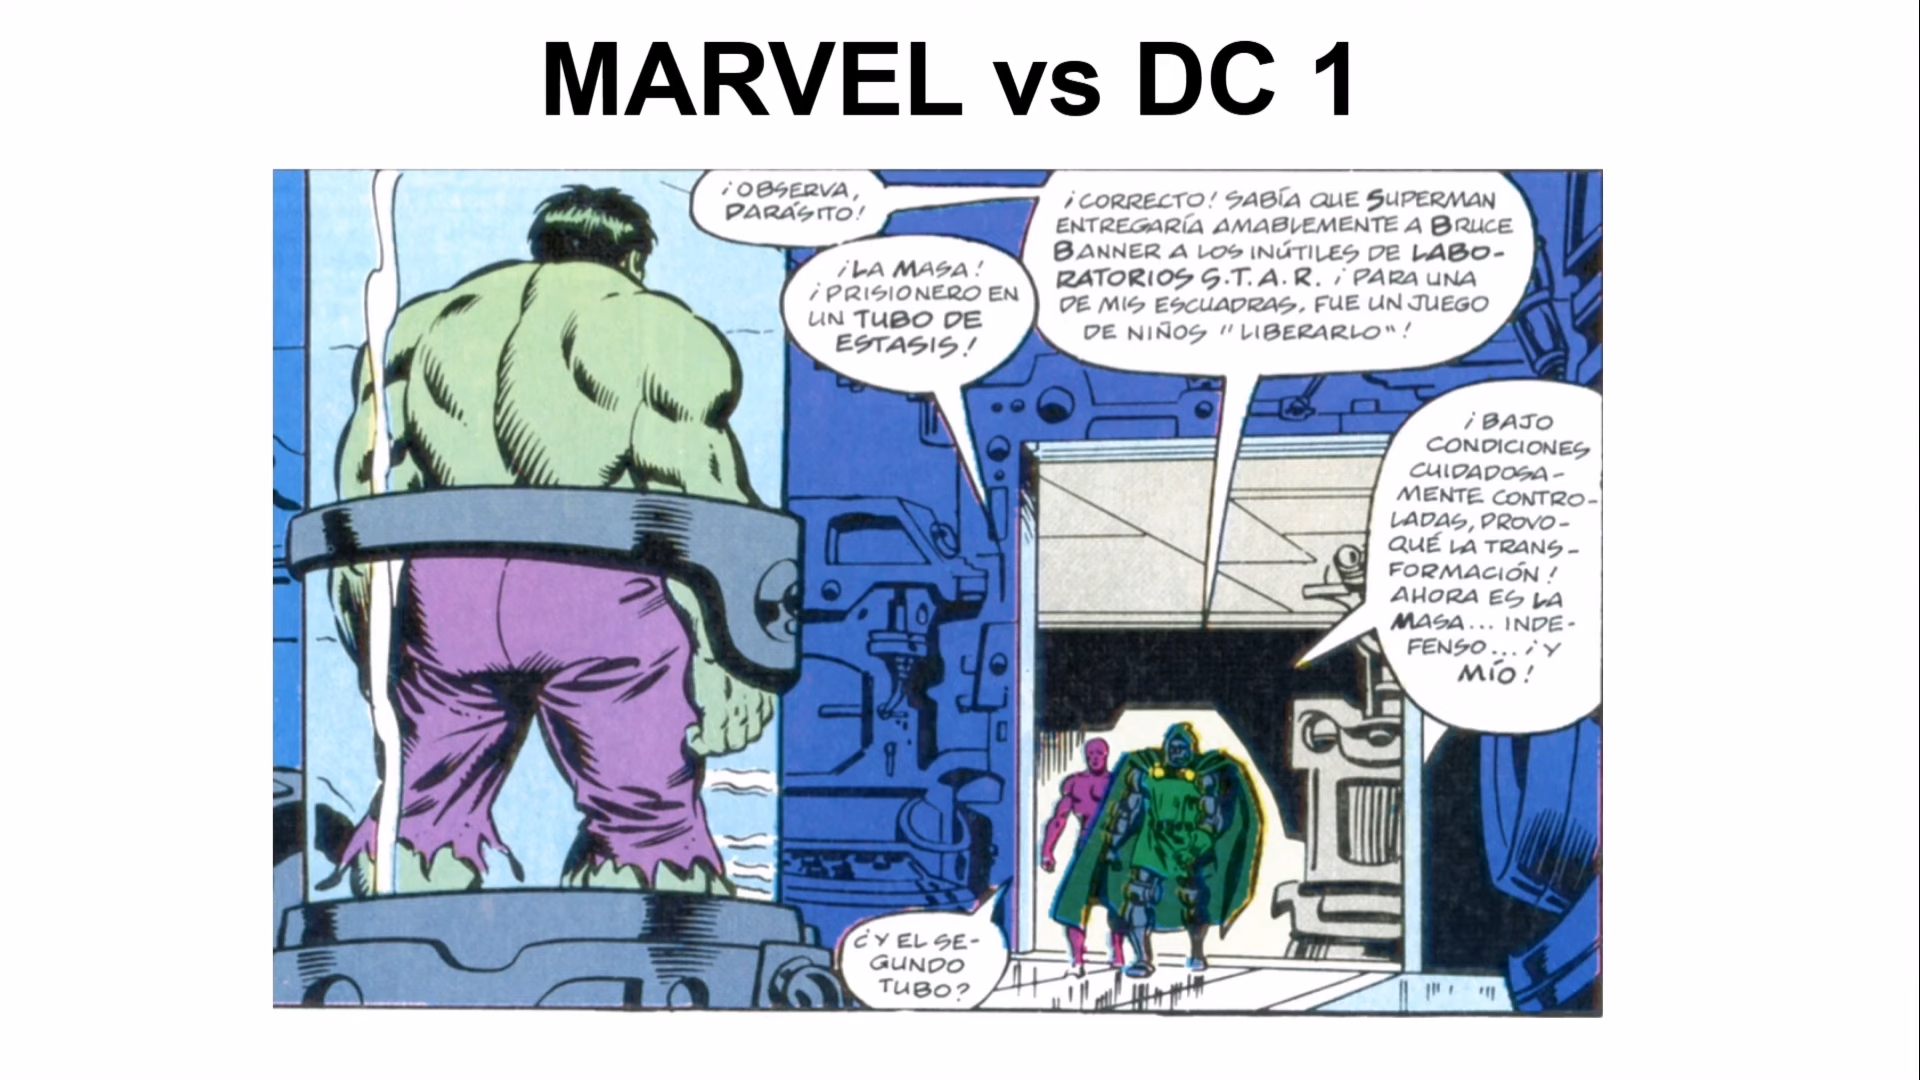 MARVEL vs DC 1
¡OBSERVA,
PARÁSITO!
¡LA MASA!
¡PRISIONERO EN
UN TUBO DE
ESTASIS!
¡CORRECTO! SABÍA QUE SUPERMAN
ENTREGARÍA AMABLEMENTE A BRUCE
BANNER A LOS INÚTILES DE LABO-
RATORIOS S.T.A.R. ¡PARA UNA
DE MIS ESCUADRAS, FUE UN JUEGO
DE NIÑOS "LIBERARLO"!
¡BAJO
CONDICIONES
CUIDADOSA-
MENTE CONTRO-
LADAS, PROVO-
QUÉ LA TRANS-
FORMACIÓN!
AHORA ES LA
MASA... INDE-
FENSO... ¡Y
MÍO!
¿Y EL SE-
GUNDO
TUBO?